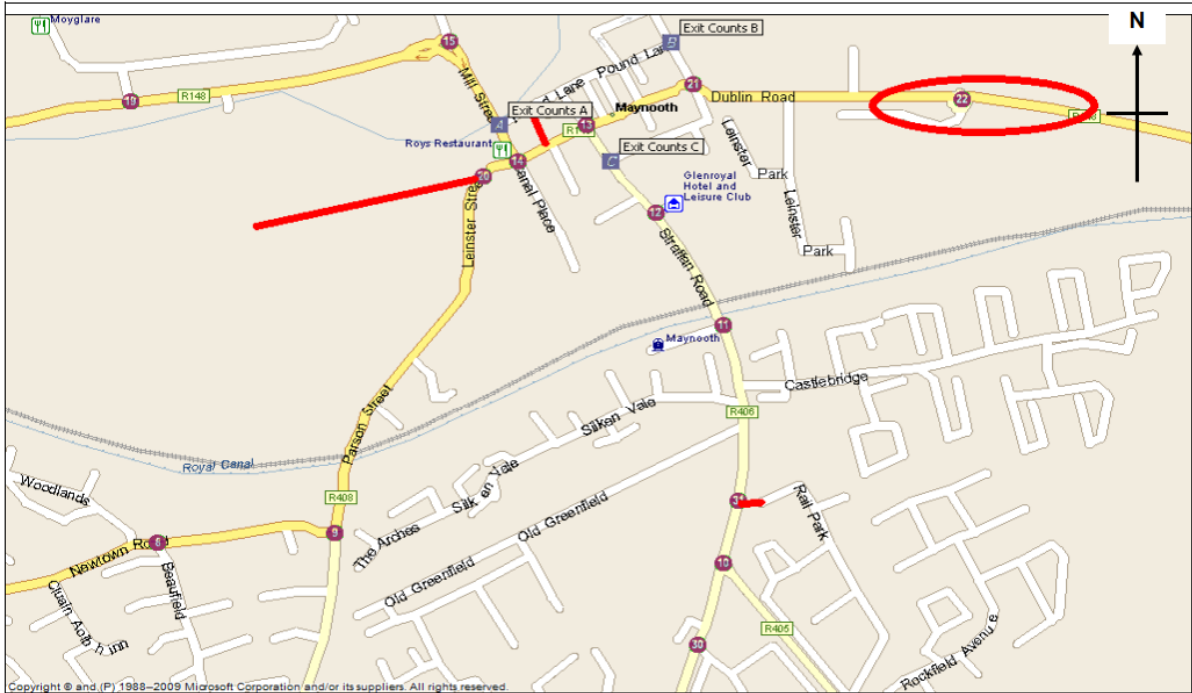 Moyglare
N
15
Exit Counts B
B
Pound Lane
Mill Street
21
19
R148
Dublin Road
22
Exit Counts A
Maynooth
A
13
Roys Restaurant
Exit Counts C
14
C
Leinster
Park
20
Canal Place
Glenroyal
Hotel and
Leisure Club
12
Leinster Street
Leinster
Park
Straffan Road
11
Maynooth
Castlebridge
Parson Street
Silken Vale
R406
Royal Canal
Woodlands
Silken Vale
R408
Rail Park
Old Greenfield
9
The Arches
Newtown Road
8
10
Beaufield
Old Greenfield
Cluain Aoibhinn
R405
30
Rockfield Avenue
Copyright © and (P) 1988–2009 Microsoft Corporation and/or its suppliers. All rights reserved.